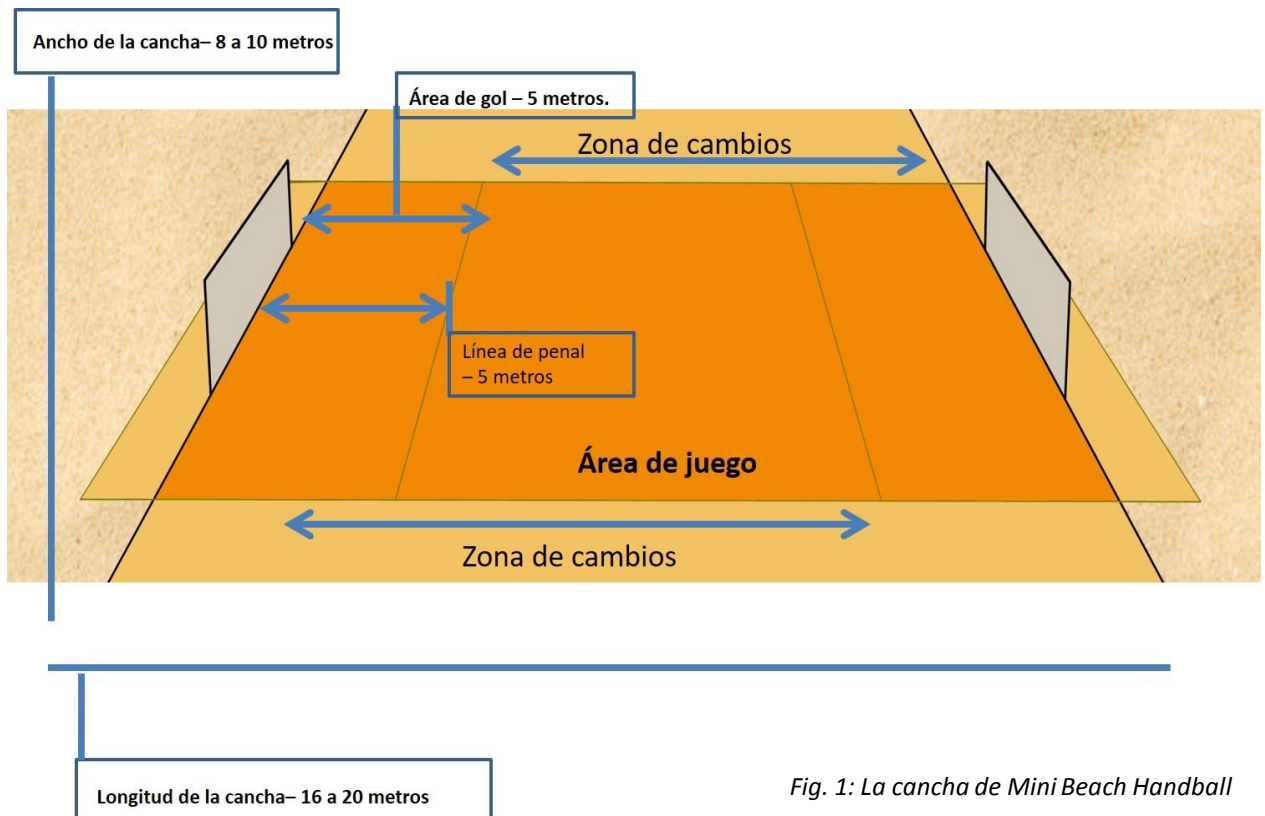 Ancho de la cancha– 8 a 10 metros
Área de gol – 5 metros.
Zona de cambios
Línea de penal
– 5 metros
Área de juego
Zona de cambios
Longitud de la cancha– 16 a 20 metros
Fig. 1: La cancha de Mini Beach Handball